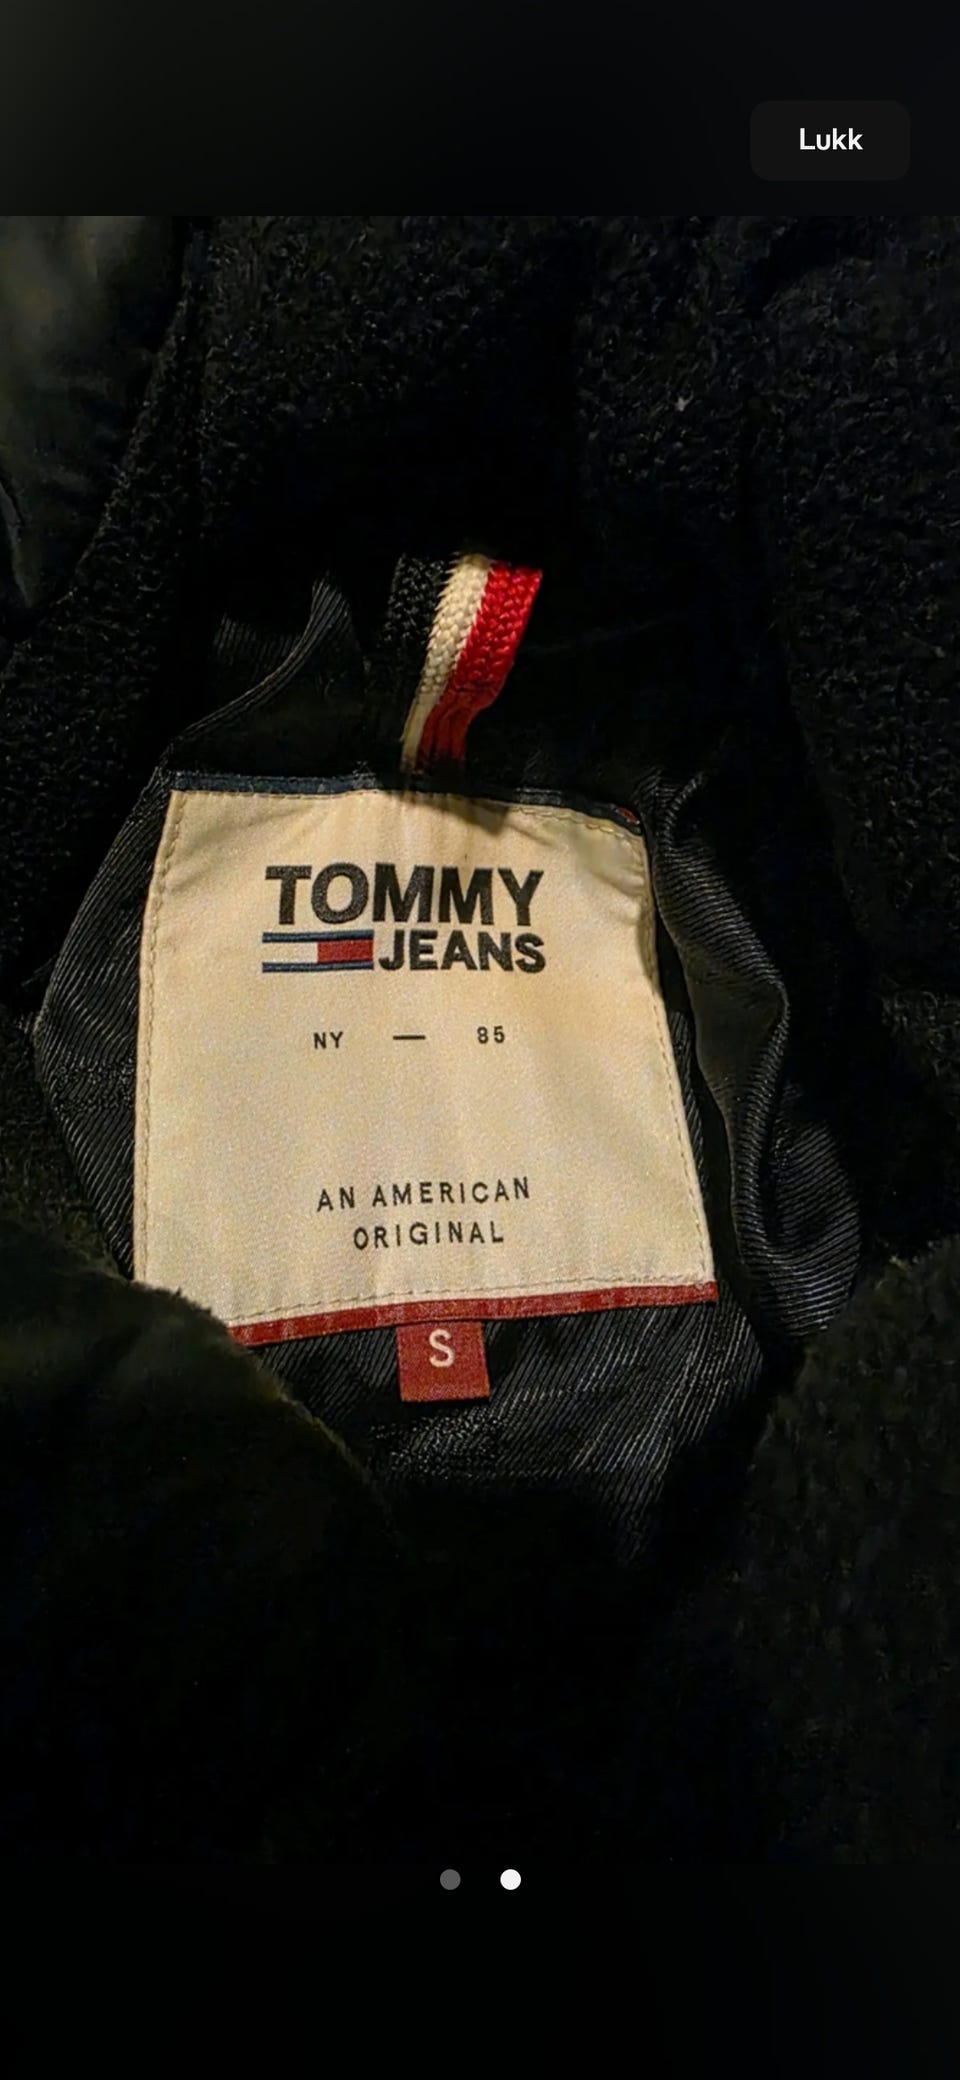 Lukk
TOMMY
JEANS
NY — 85
AN AMERICAN
ORIGINAL
S